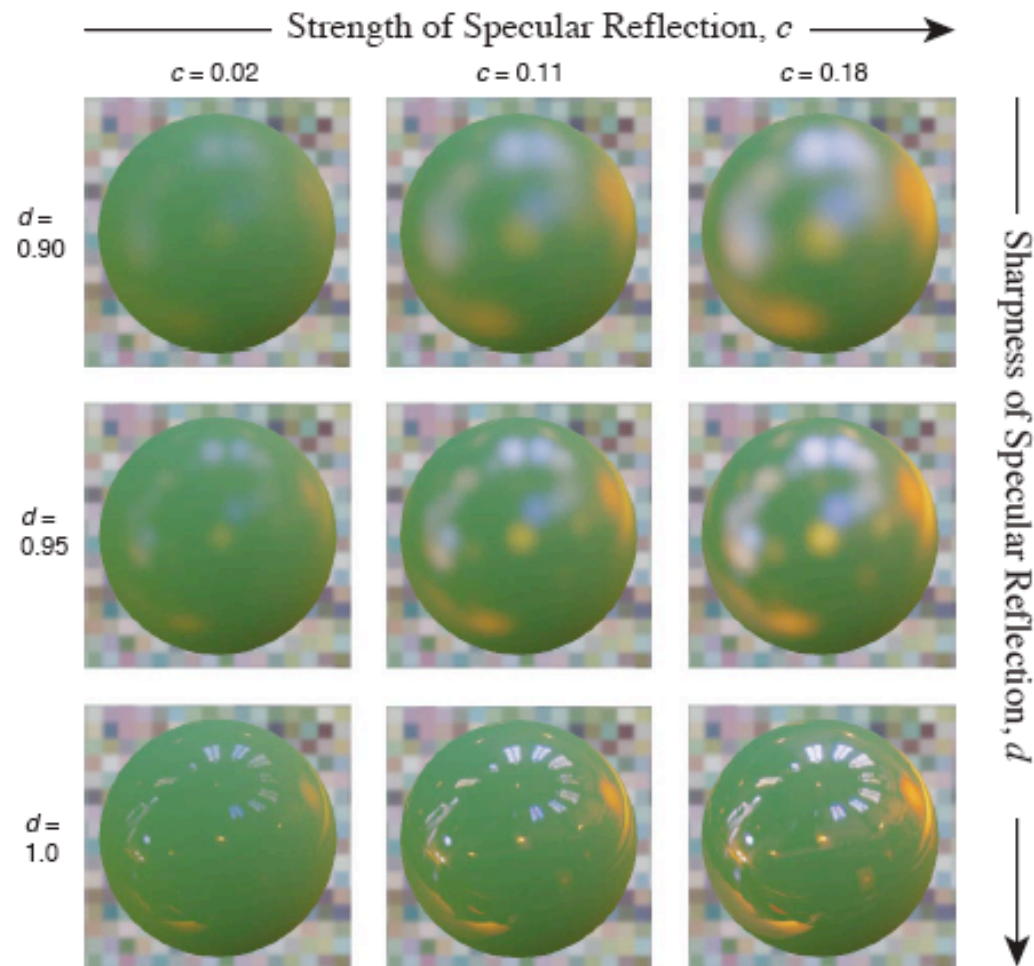 Strength of Specular Reflection, c
c = 0.02
c = 0.11
c = 0.18
d =
0.90
d =
0.95
d =
1.0
Sharpness of Specular Reflection, d